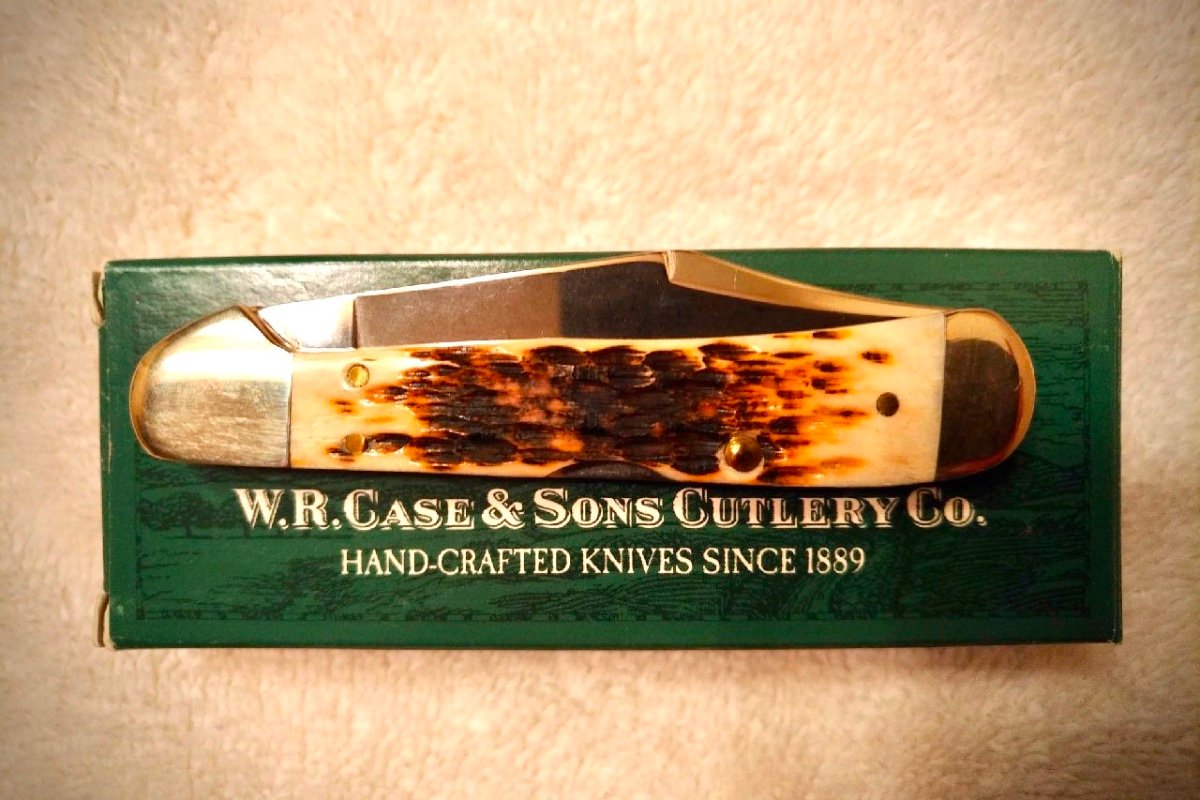 W.R. CASE & SONS CUTLERY CO.
HAND-CRAFTED KNIVES SINCE 1889